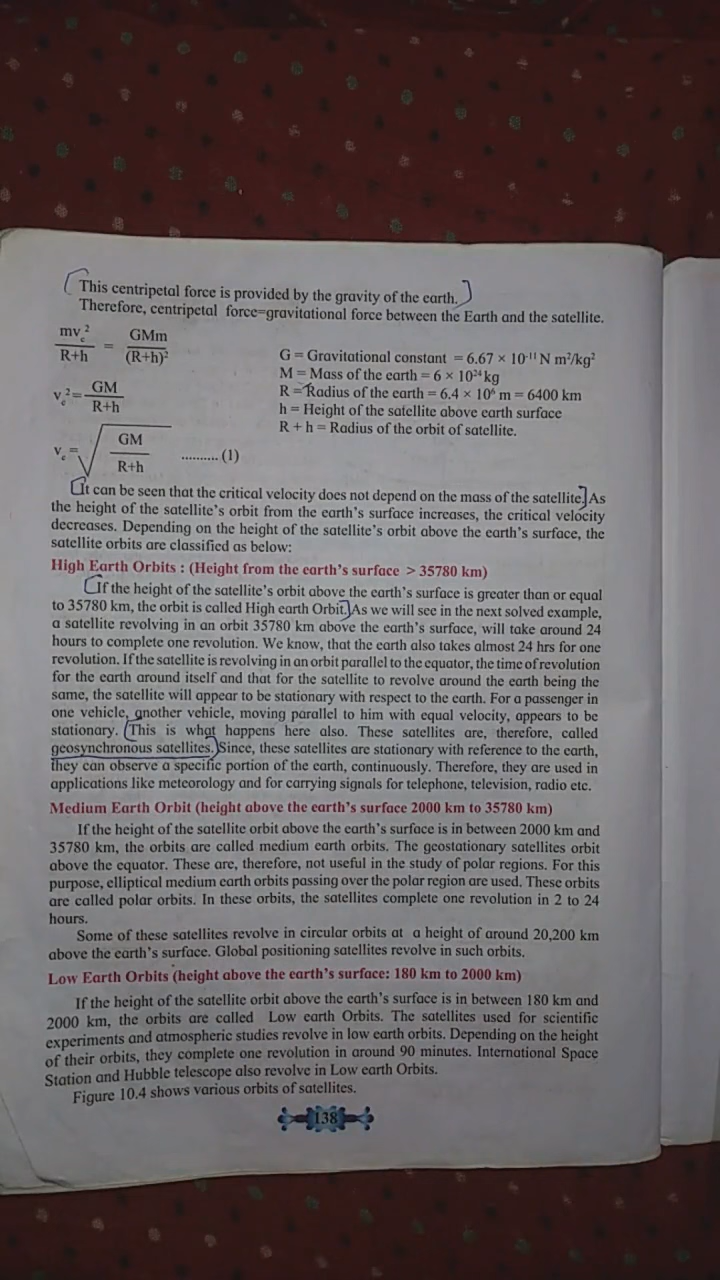 This centripetal force is provided by the gravity of the earth.
Therefore, centripetal force=gravitational force between the Earth and the satellite.
mv꜀² / R+h = GMm / (R+h)²
v꜀² = GM / R+h
v꜀ = √(GM / R+h) .......... (1)
G = Gravitational constant = 6.67 × 10⁻¹¹ N m²/kg²
M = Mass of the earth = 6 × 10²⁴ kg
R = Radius of the earth = 6.4 × 10⁶ m = 6400 km
h = Height of the satellite above earth surface
R + h = Radius of the orbit of satellite.
It can be seen that the critical velocity does not depend on the mass of the satellite. As
the height of the satellite's orbit from the earth's surface increases, the critical velocity
decreases. Depending on the height of the satellite's orbit above the earth's surface, the
satellite orbits are classified as below:
High Earth Orbits : (Height from the earth's surface > 35780 km)
If the height of the satellite's orbit above the earth's surface is greater than or equal
to 35780 km, the orbit is called High earth Orbit. As we will see in the next solved example,
a satellite revolving in an orbit 35780 km above the earth's surface, will take around 24
hours to complete one revolution. We know, that the earth also takes almost 24 hrs for one
revolution. If the satellite is revolving in an orbit parallel to the equator, the time of revolution
for the earth around itself and that for the satellite to revolve around the earth being the
same, the satellite will appear to be stationary with respect to the earth. For a passenger in
one vehicle, another vehicle, moving parallel to him with equal velocity, appears to be
stationary. This is what happens here also. These satellites are, therefore, called
geosynchronous satellites. Since, these satellites are stationary with reference to the earth,
they can observe a specific portion of the earth, continuously. Therefore, they are used in
applications like meteorology and for carrying signals for telephone, television, radio etc.
Medium Earth Orbit (height above the earth's surface 2000 km to 35780 km)
If the height of the satellite orbit above the earth's surface is in between 2000 km and
35780 km, the orbits are called medium earth orbits. The geostationary satellites orbit
above the equator. These are, therefore, not useful in the study of polar regions. For this
purpose, elliptical medium earth orbits passing over the polar region are used. These orbits
are called polar orbits. In these orbits, the satellites complete one revolution in 2 to 24
hours.
Some of these satellites revolve in circular orbits at a height of around 20,200 km
above the earth's surface. Global positioning satellites revolve in such orbits.
Low Earth Orbits (height above the earth's surface: 180 km to 2000 km)
If the height of the satellite orbit above the earth's surface is in between 180 km and
2000 km, the orbits are called Low earth Orbits. The satellites used for scientific
experiments and atmospheric studies revolve in low earth orbits. Depending on the height
of their orbits, they complete one revolution in around 90 minutes. International Space
Station and Hubble telescope also revolve in Low earth Orbits.
Figure 10.4 shows various orbits of satellites.
138